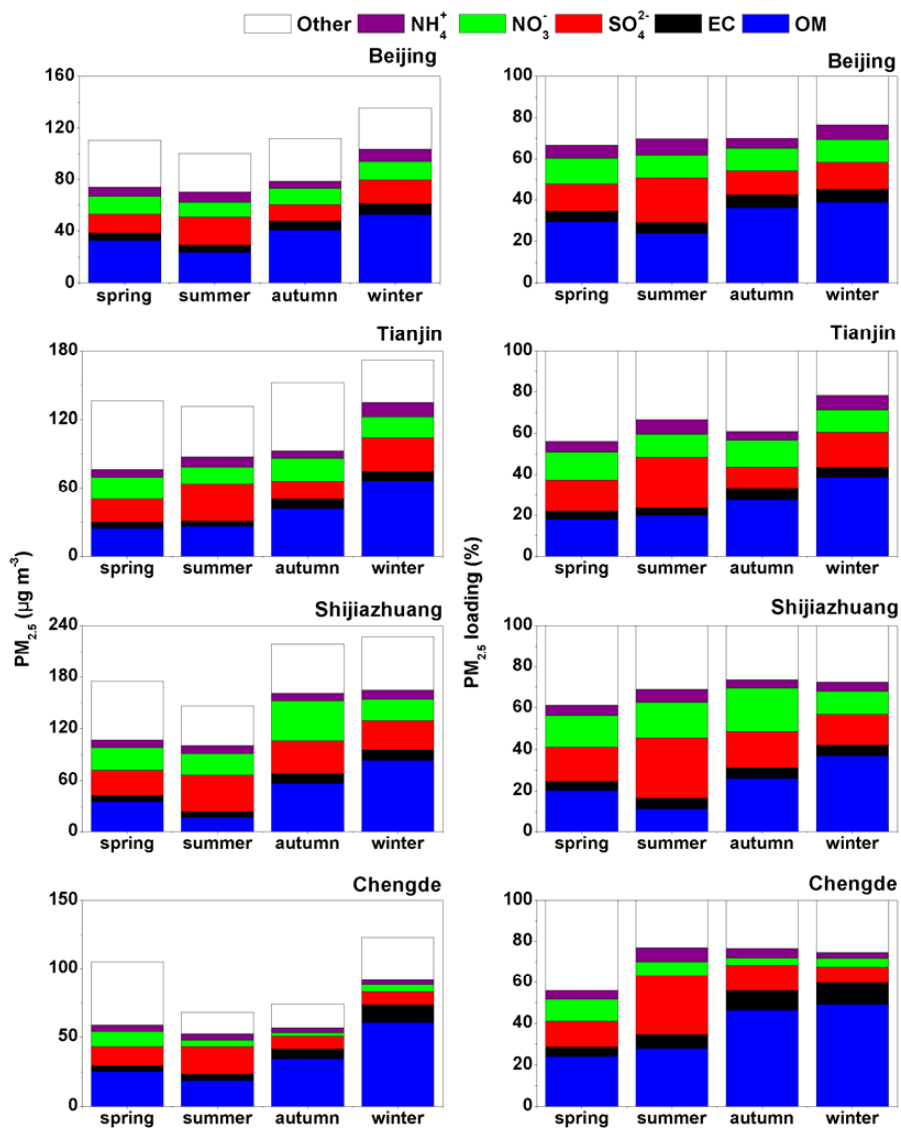 Other NH₄⁺ NO₃⁻ SO₄²⁻ EC OM
Beijing
160
120
80
40
0
spring summer autumn winter
Beijing
100
80
60
40
20
0
spring summer autumn winter
Tianjin
180
120
60
0
spring summer autumn winter
Tianjin
100
80
60
40
20
0
spring summer autumn winter
PM₂.₅ (μg m⁻³)
PM₂.₅ loading (%)
Shijiazhuang
240
180
120
60
0
spring summer autumn winter
Shijiazhuang
100
80
60
40
20
0
spring summer autumn winter
Chengde
150
100
50
0
spring summer autumn winter
Chengde
100
80
60
40
20
0
spring summer autumn winter